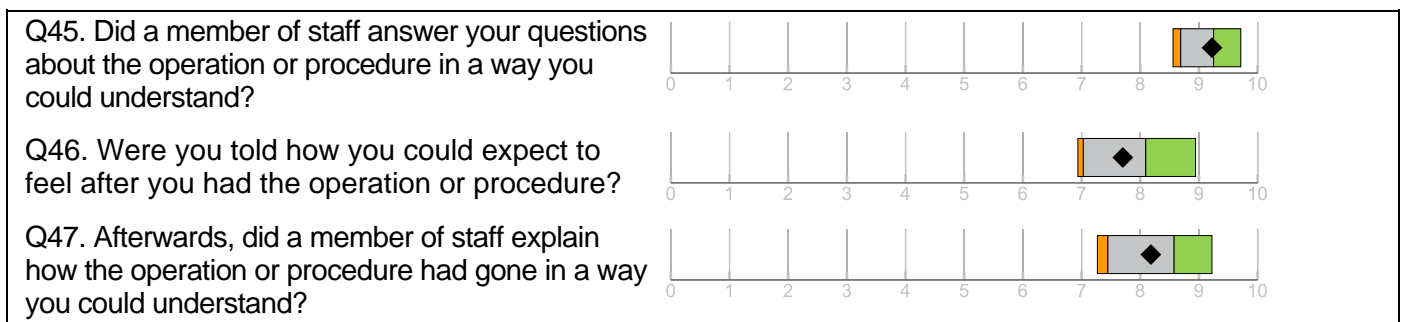 Q45. Did a member of staff answer your questions
about the operation or procedure in a way you
could understand?
0 1 2 3 4 5 6 7 8 9 10
Q46. Were you told how you could expect to
feel after you had the operation or procedure?
0 1 2 3 4 5 6 7 8 9 10
Q47. Afterwards, did a member of staff explain
how the operation or procedure had gone in a way
you could understand?
0 1 2 3 4 5 6 7 8 9 10